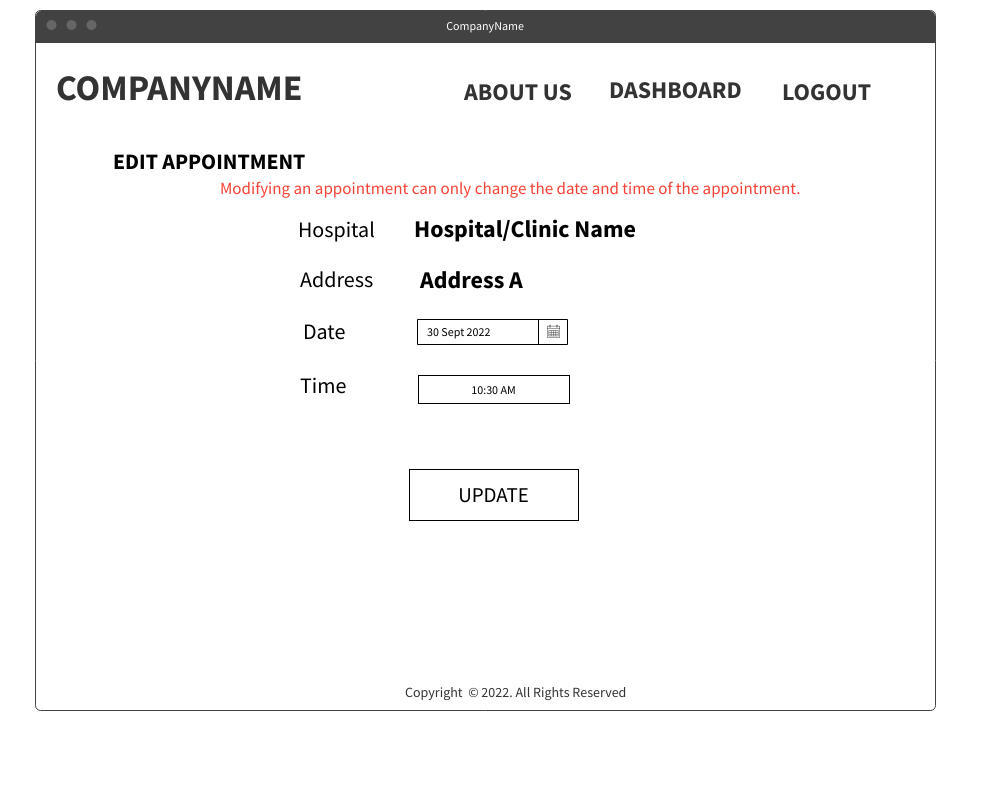 CompanyName
COMPANYNAME
ABOUT US
DASHBOARD
LOGOUT
EDIT APPOINTMENT
Modifying an appointment can only change the date and time of the appointment.
Hospital Hospital/Clinic Name
Address Address A
Date 30 Sept 2022
Time 10:30 AM
UPDATE
Copyright © 2022. All Rights Reserved